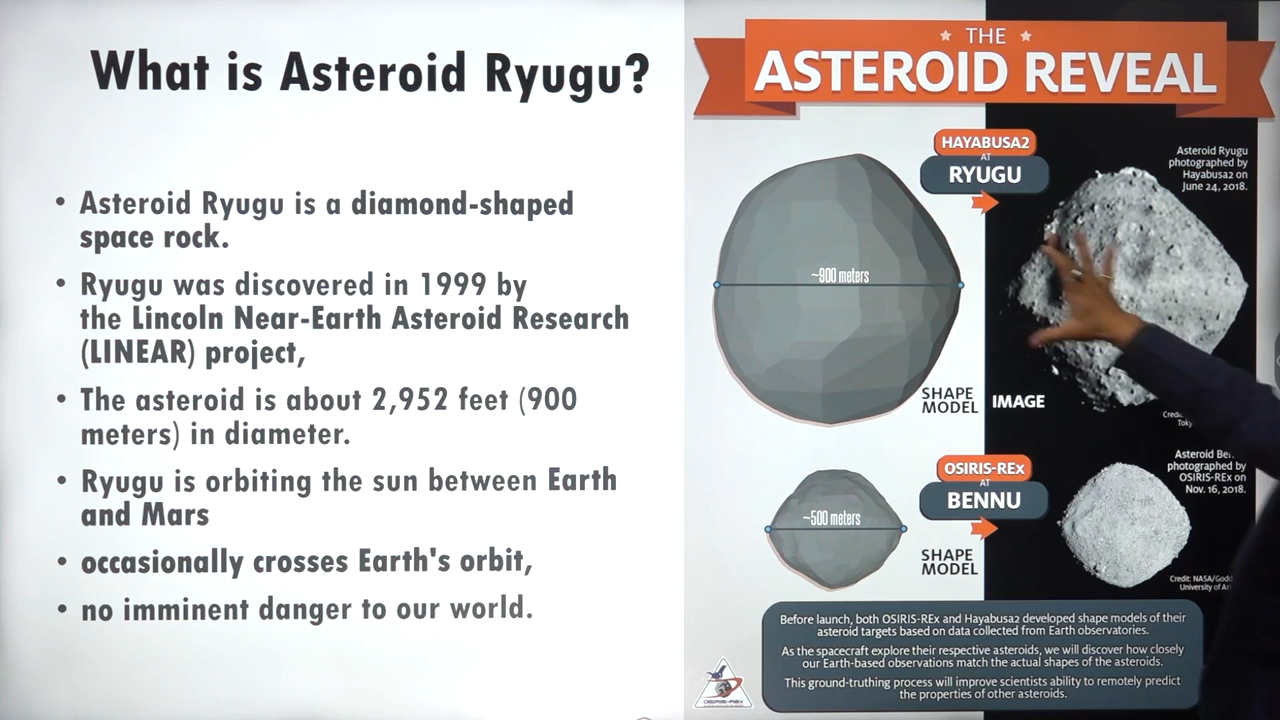 What is Asteroid Ryugu?
• Asteroid Ryugu is a diamond-shaped
space rock.
• Ryugu was discovered in 1999 by
the Lincoln Near-Earth Asteroid Research
(LINEAR) project,
• The asteroid is about 2,952 feet (900
meters) in diameter.
• Ryugu is orbiting the sun between Earth
and Mars
• occasionally crosses Earth's orbit,
• no imminent danger to our world.
THE
ASTEROID REVEAL
HAYABUSA2
AT
RYUGU
Asteroid Ryugu
photographed by
Hayabusa2 on
June 24, 2018.
~900 meters
SHAPE
MODEL
IMAGE
OSIRIS-REx
AT
BENNU
Asteroid
photographed by
OSIRIS-REx on
Nov. 16, 2018.
~500 meters
SHAPE
MODEL
Credit: NASA/
University of
Before launch, both OSIRIS-REx and Hayabusa2 developed shape models of their
asteroid targets based on data collected from Earth observatories.
As the spacecraft explore their respective asteroids, we will discover how closely
our Earth-based observations match the actual shapes of the asteroids.
This ground-truthing process will improve scientists ability to remotely predict
the properties of other asteroids.
OSIRIS-REx